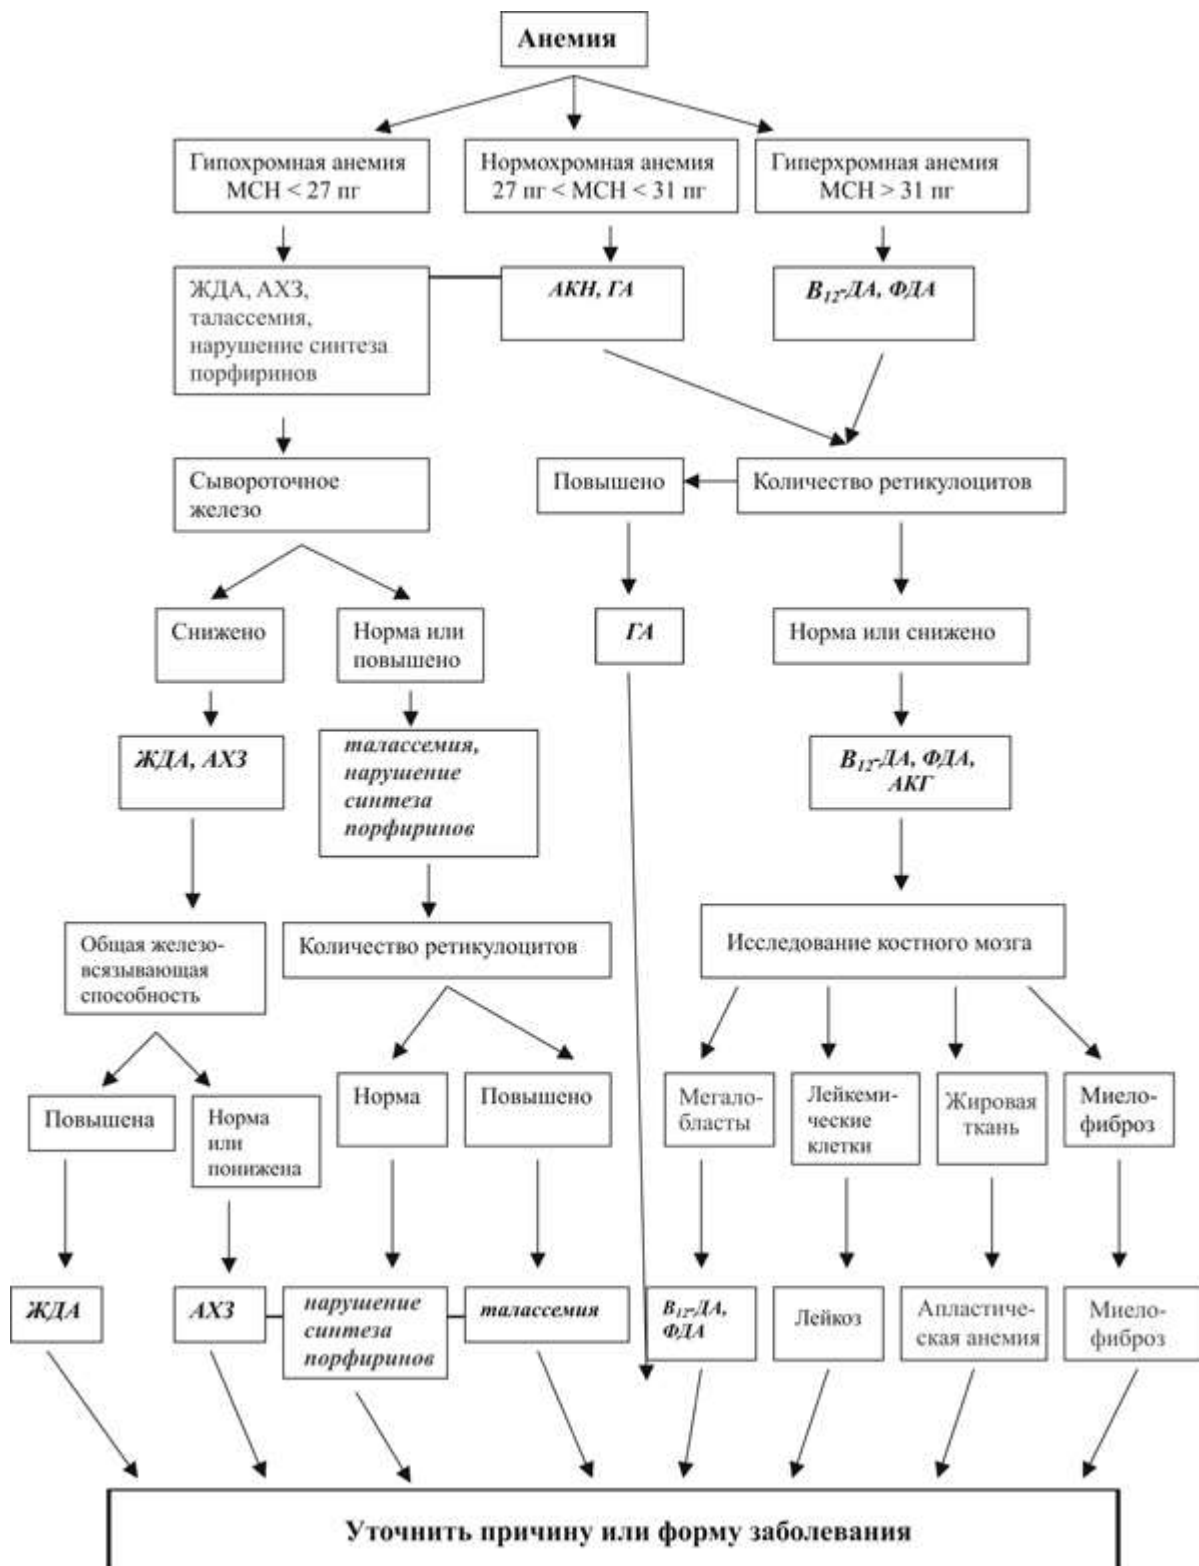 Анемия
Гипохромная анемия
МСН < 27 пг
Нормохромная анемия
27 пг < МСН < 31 пг
Гиперхромная анемия
МСН > 31 пг
ЖДА, АХЗ,
талассемия,
нарушение синтеза
порфиринов
АКН, ГА
В12-ДА, ФДА
Сывороточное
железо
Повышено
Количество ретикулоцитов
Снижено
Норма или
повышено
ГА
Норма или снижено
ЖДА, АХЗ
талассемия,
нарушение
синтеза
порфиринов
В12-ДА, ФДА,
АКГ
Общая железо-
всязывающая
способность
Количество ретикулоцитов
Исследование костного мозга
Повышена
Норма
или
понижена
Норма
Повышено
Мегало-
бласты
Лейкеми-
ческие
клетки
Жировая
ткань
Миело-
фиброз
ЖДА
АХЗ
нарушение
синтеза
порфиринов
талассемия
В12-ДА,
ФДА
Лейкоз
Апластиче-
ская анемия
Миело-
фиброз
Уточнить причину или форму заболевания